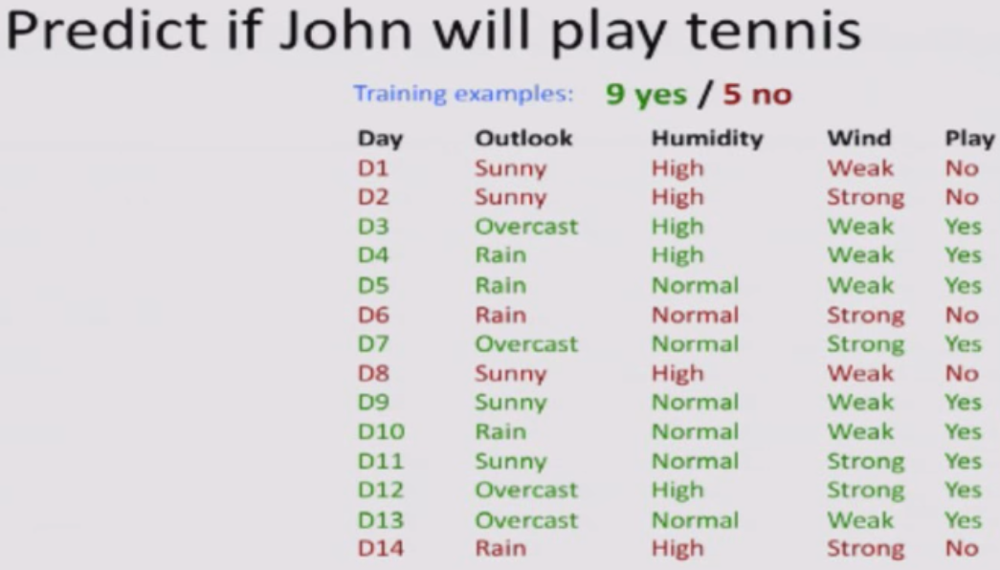 Predict if John will play tennis
Training examples: 9 yes / 5 no
Day Outlook Humidity Wind Play
D1 Sunny High Weak No
D2 Sunny High Strong No
D3 Overcast High Weak Yes
D4 Rain High Weak Yes
D5 Rain Normal Weak Yes
D6 Rain Normal Strong No
D7 Overcast Normal Strong Yes
D8 Sunny High Weak No
D9 Sunny Normal Weak Yes
D10 Rain Normal Weak Yes
D11 Sunny Normal Strong Yes
D12 Overcast High Strong Yes
D13 Overcast Normal Weak Yes
D14 Rain High Strong No